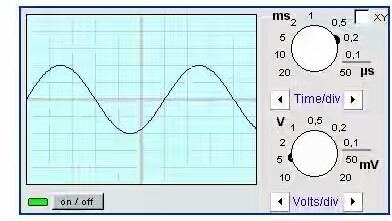 ms 2 1 0,5 XY
5 0,2
10 0,1
20 50 µs
Time/div
V 1 0,5 0,2
2 0,1
5 50 mV
10 20
on / off
Volts/div